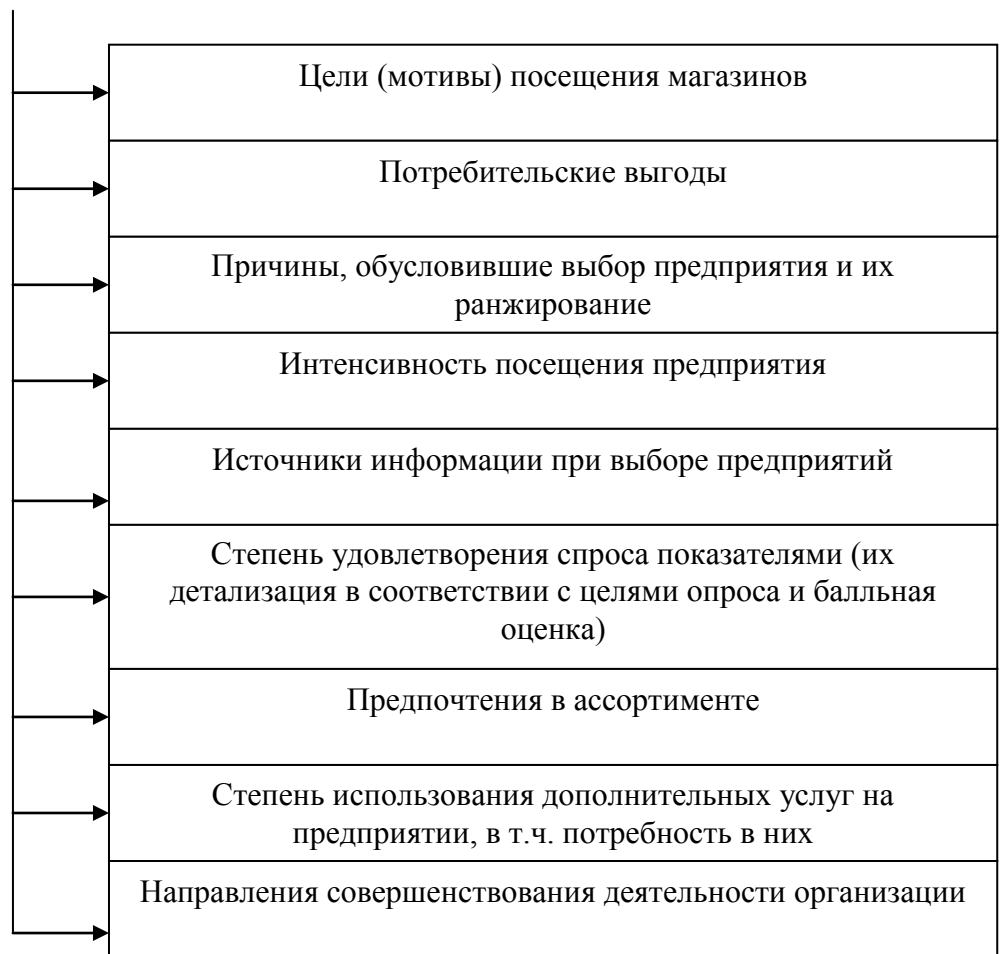 Цели (мотивы) посещения магазинов
Потребительские выгоды
Причины, обусловившие выбор предприятия и их
ранжирование
Интенсивность посещения предприятия
Источники информации при выборе предприятий
Степень удовлетворения спроса показателями (их
детализация в соответствии с целями опроса и балльная
оценка)
Предпочтения в ассортименте
Степень использования дополнительных услуг на
предприятии, в т.ч. потребность в них
Направления совершенствования деятельности организации